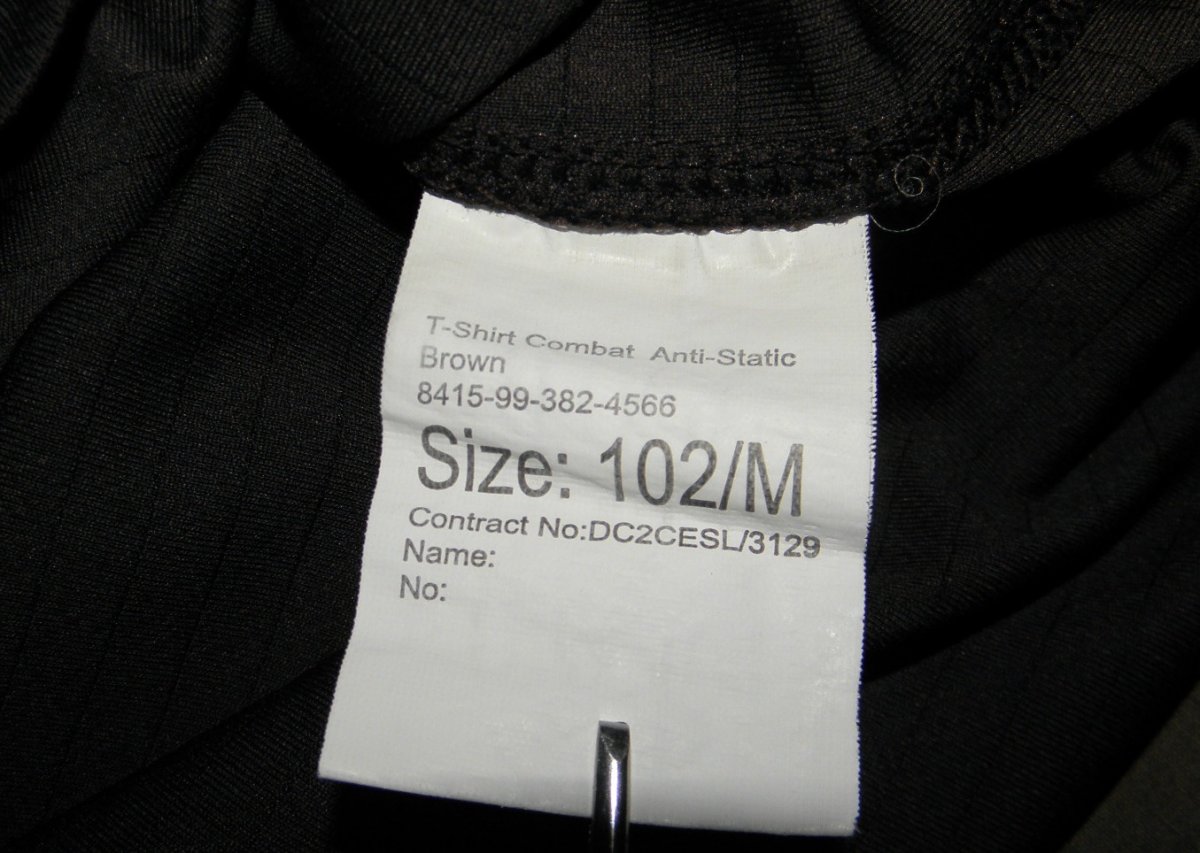 T-Shirt Combat Anti-Static
Brown
8415-99-382-4566
Size: 102/M
Contract No:DC2CESL/3129
Name:
No: